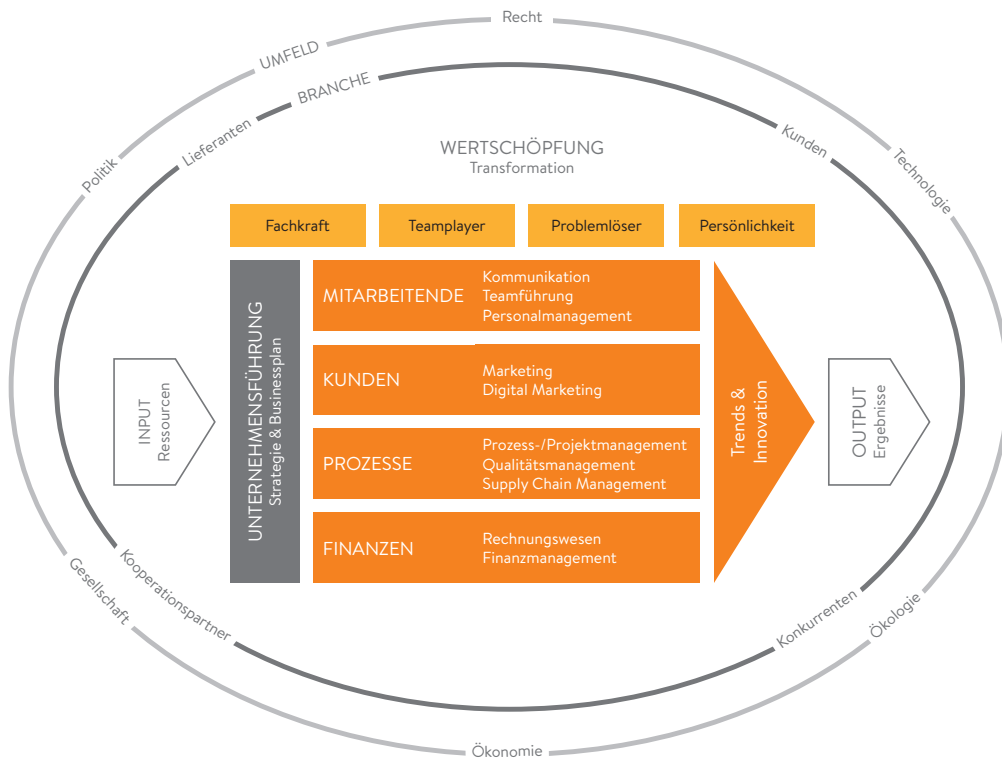 Recht
UMFELD
BRANCHE
Lieferanten
Kunden
Politik
Technologie
WERTSCHÖPFUNG
Transformation
Fachkraft
Teamplayer
Problemlöser
Persönlichkeit
INPUT
Ressourcen
UNTERNEHMENSFÜHRUNG
Strategie & Businessplan
MITARBEITENDE
Kommunikation
Teamführung
Personalmanagement
KUNDEN
Marketing
Digital Marketing
PROZESSE
Prozess-/Projektmanagement
Qualitätsmanagement
Supply Chain Management
FINANZEN
Rechnungswesen
Finanzmanagement
Trends &
Innovation
OUTPUT
Ergebnisse
Gesellschaft
Kooperationspartner
Konkurrenten
Ökologie
Ökonomie